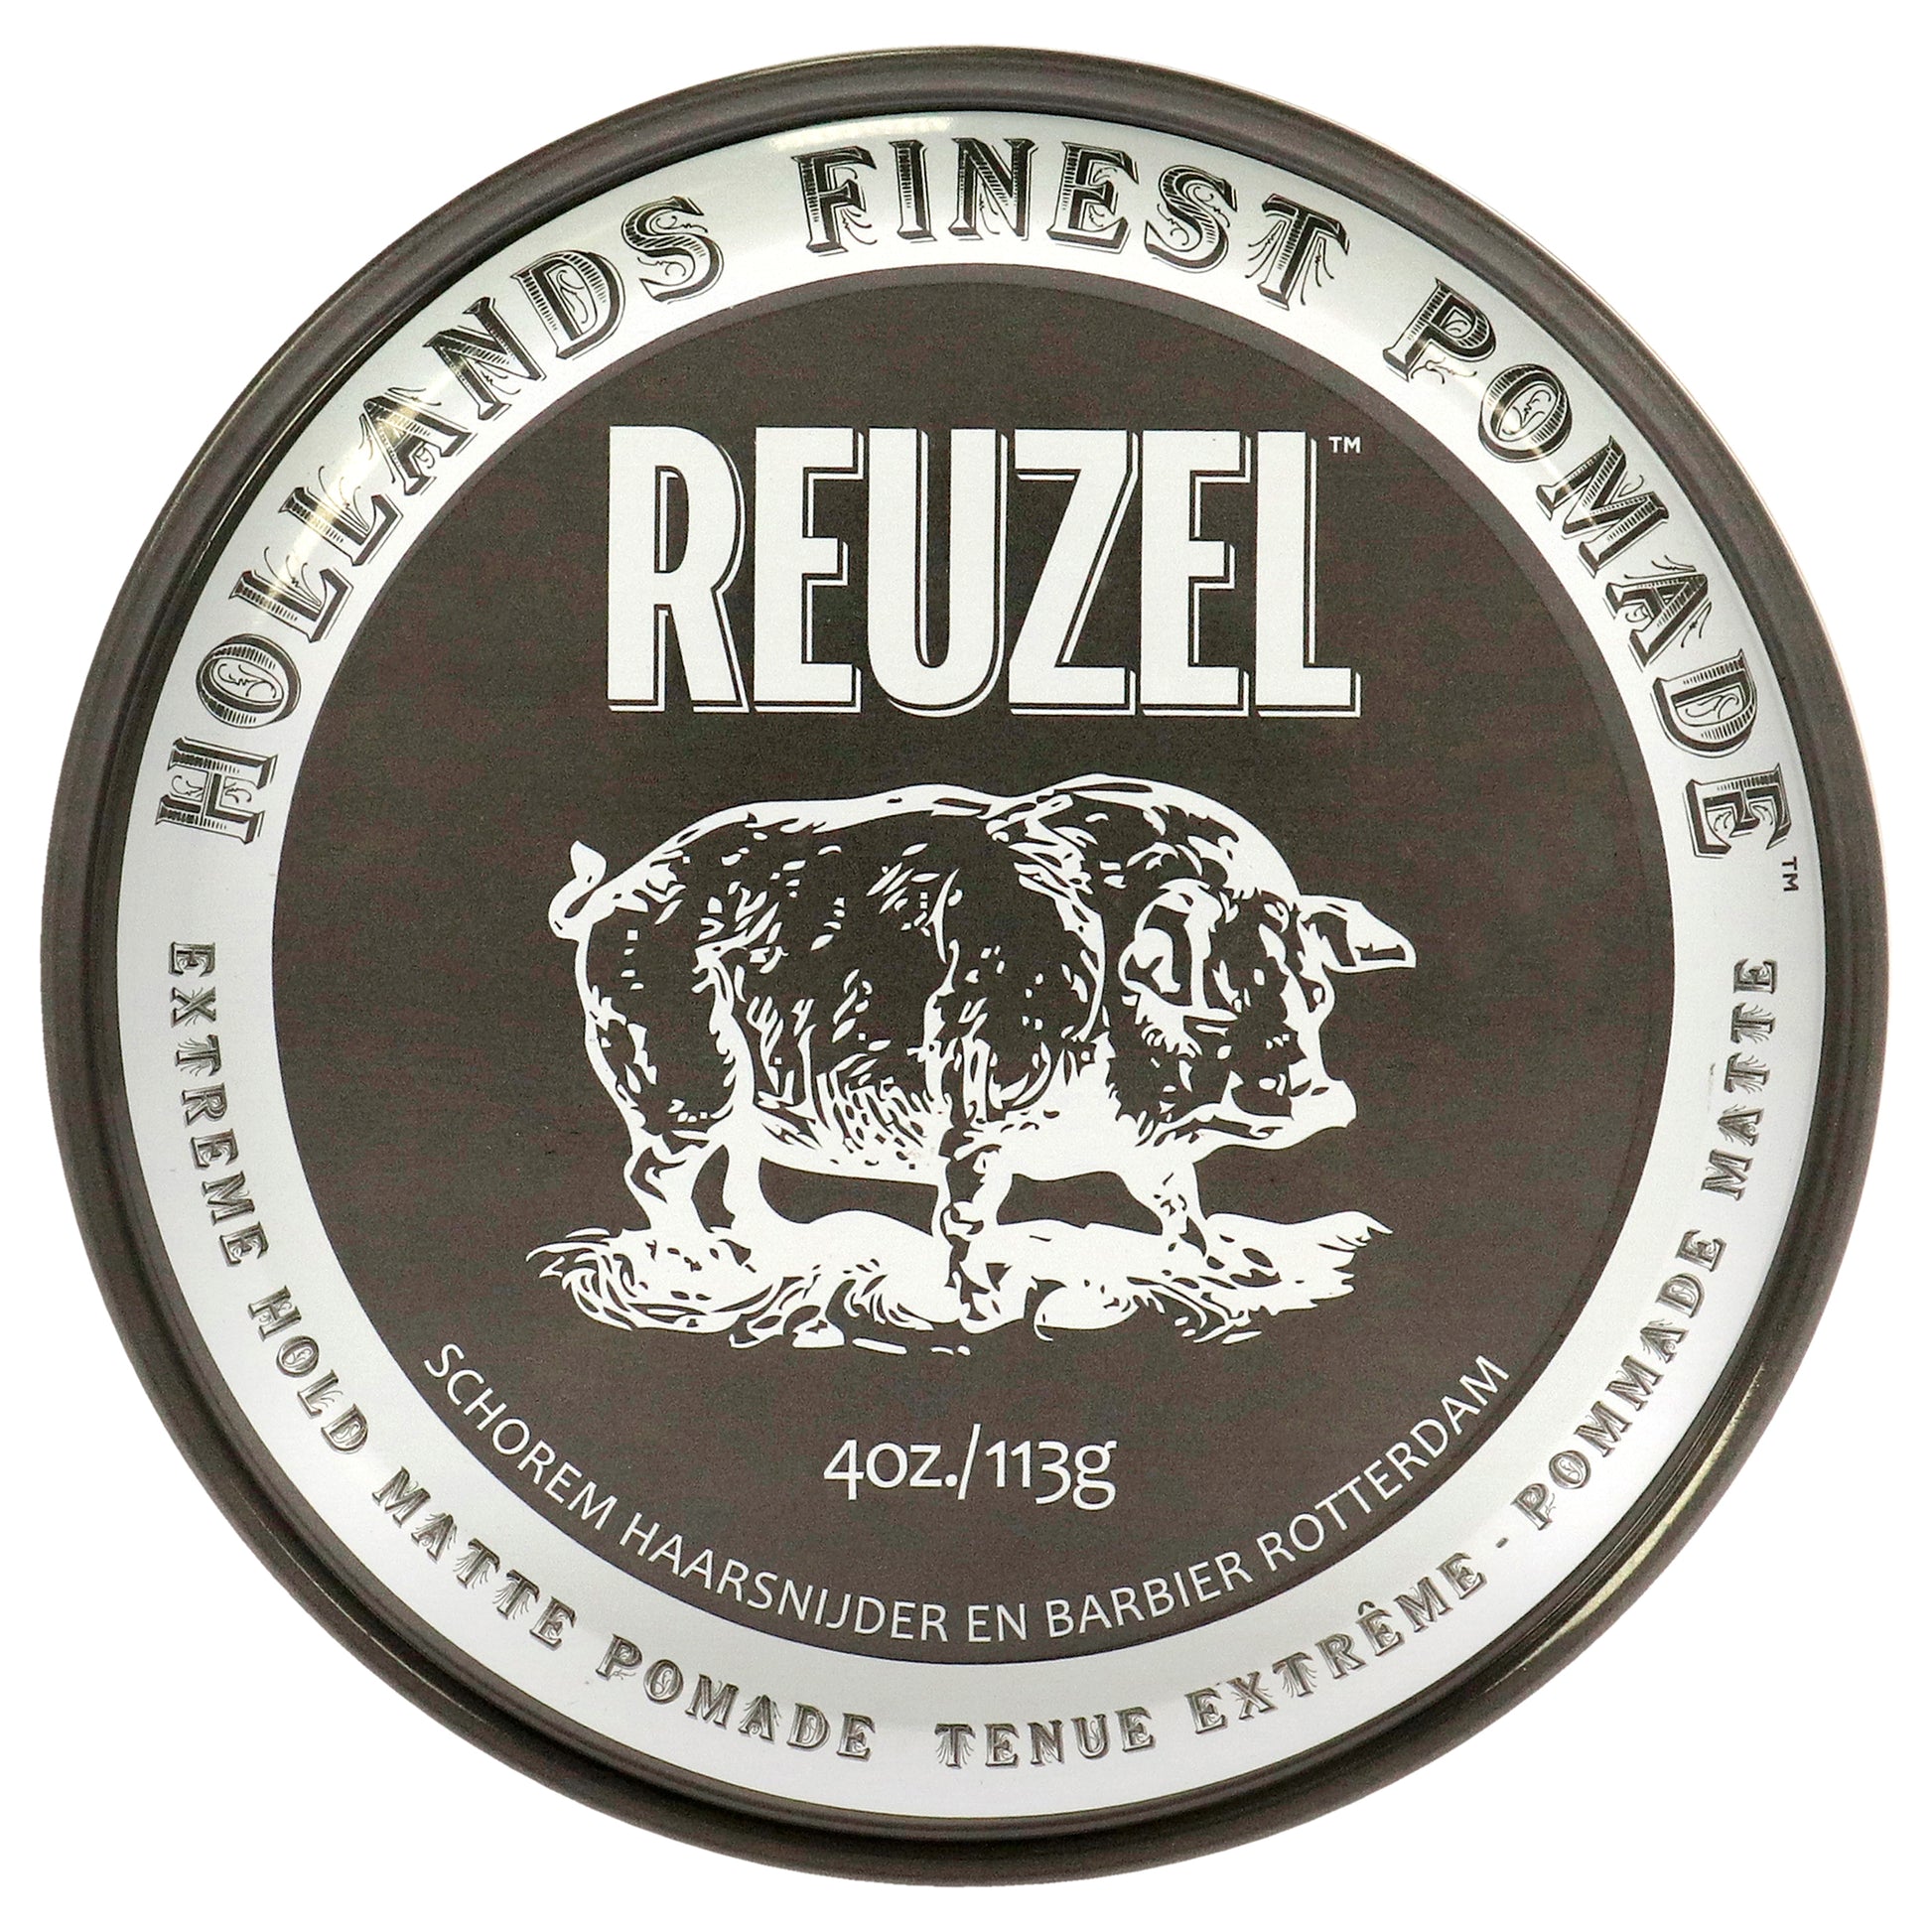 HOLLANDS FINEST POMADE™
REUZEL™
4oz./113g
SCHOREM HAARSNIJDER EN BARBIER ROTTERDAM
EXTREME HOLD MATTE POMADE
TENUE EXTRÊME - POMMADE MATTE